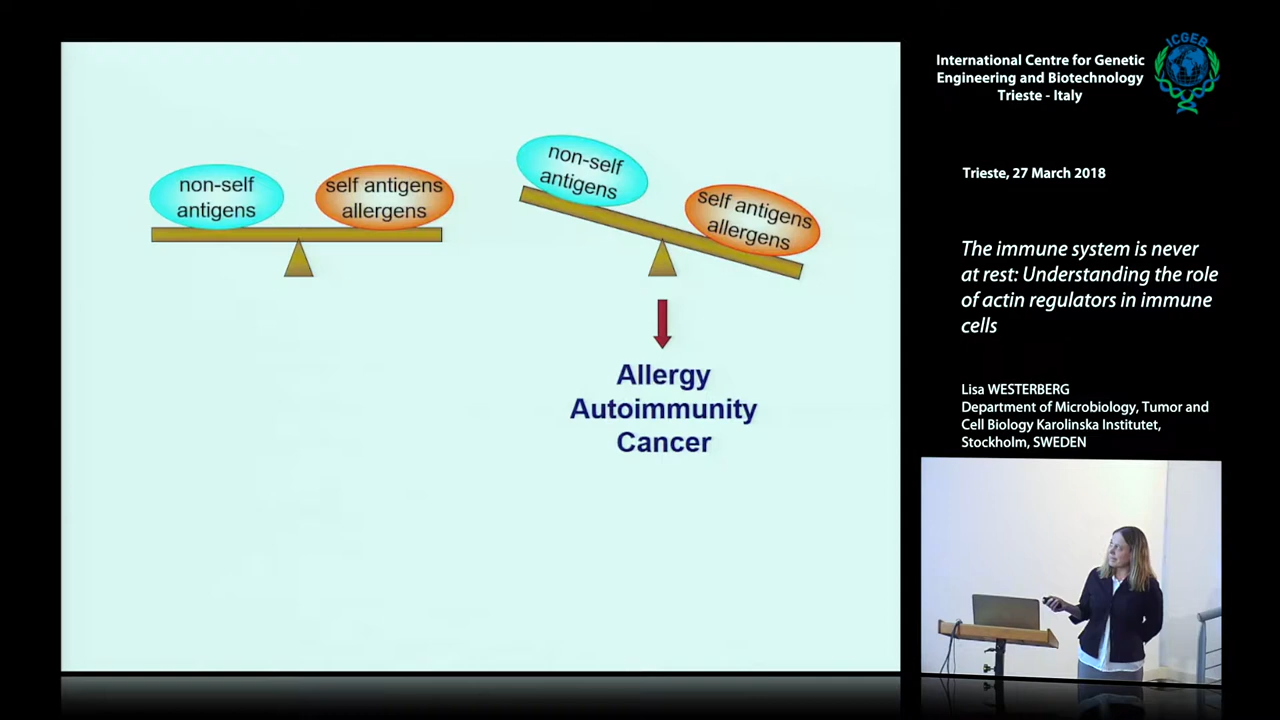 non-self
antigens
self antigens
allergens
non-self
antigens
self antigens
allergens
Allergy
Autoimmunity
Cancer
ICGEB
International Centre for Genetic
Engineering and Biotechnology
Trieste - Italy
Trieste, 27 March 2018
The immune system is never
at rest: Understanding the role
of actin regulators in immune
cells
Lisa WESTERBERG
Department of Microbiology, Tumor and
Cell Biology Karolinska Institutet,
Stockholm, SWEDEN